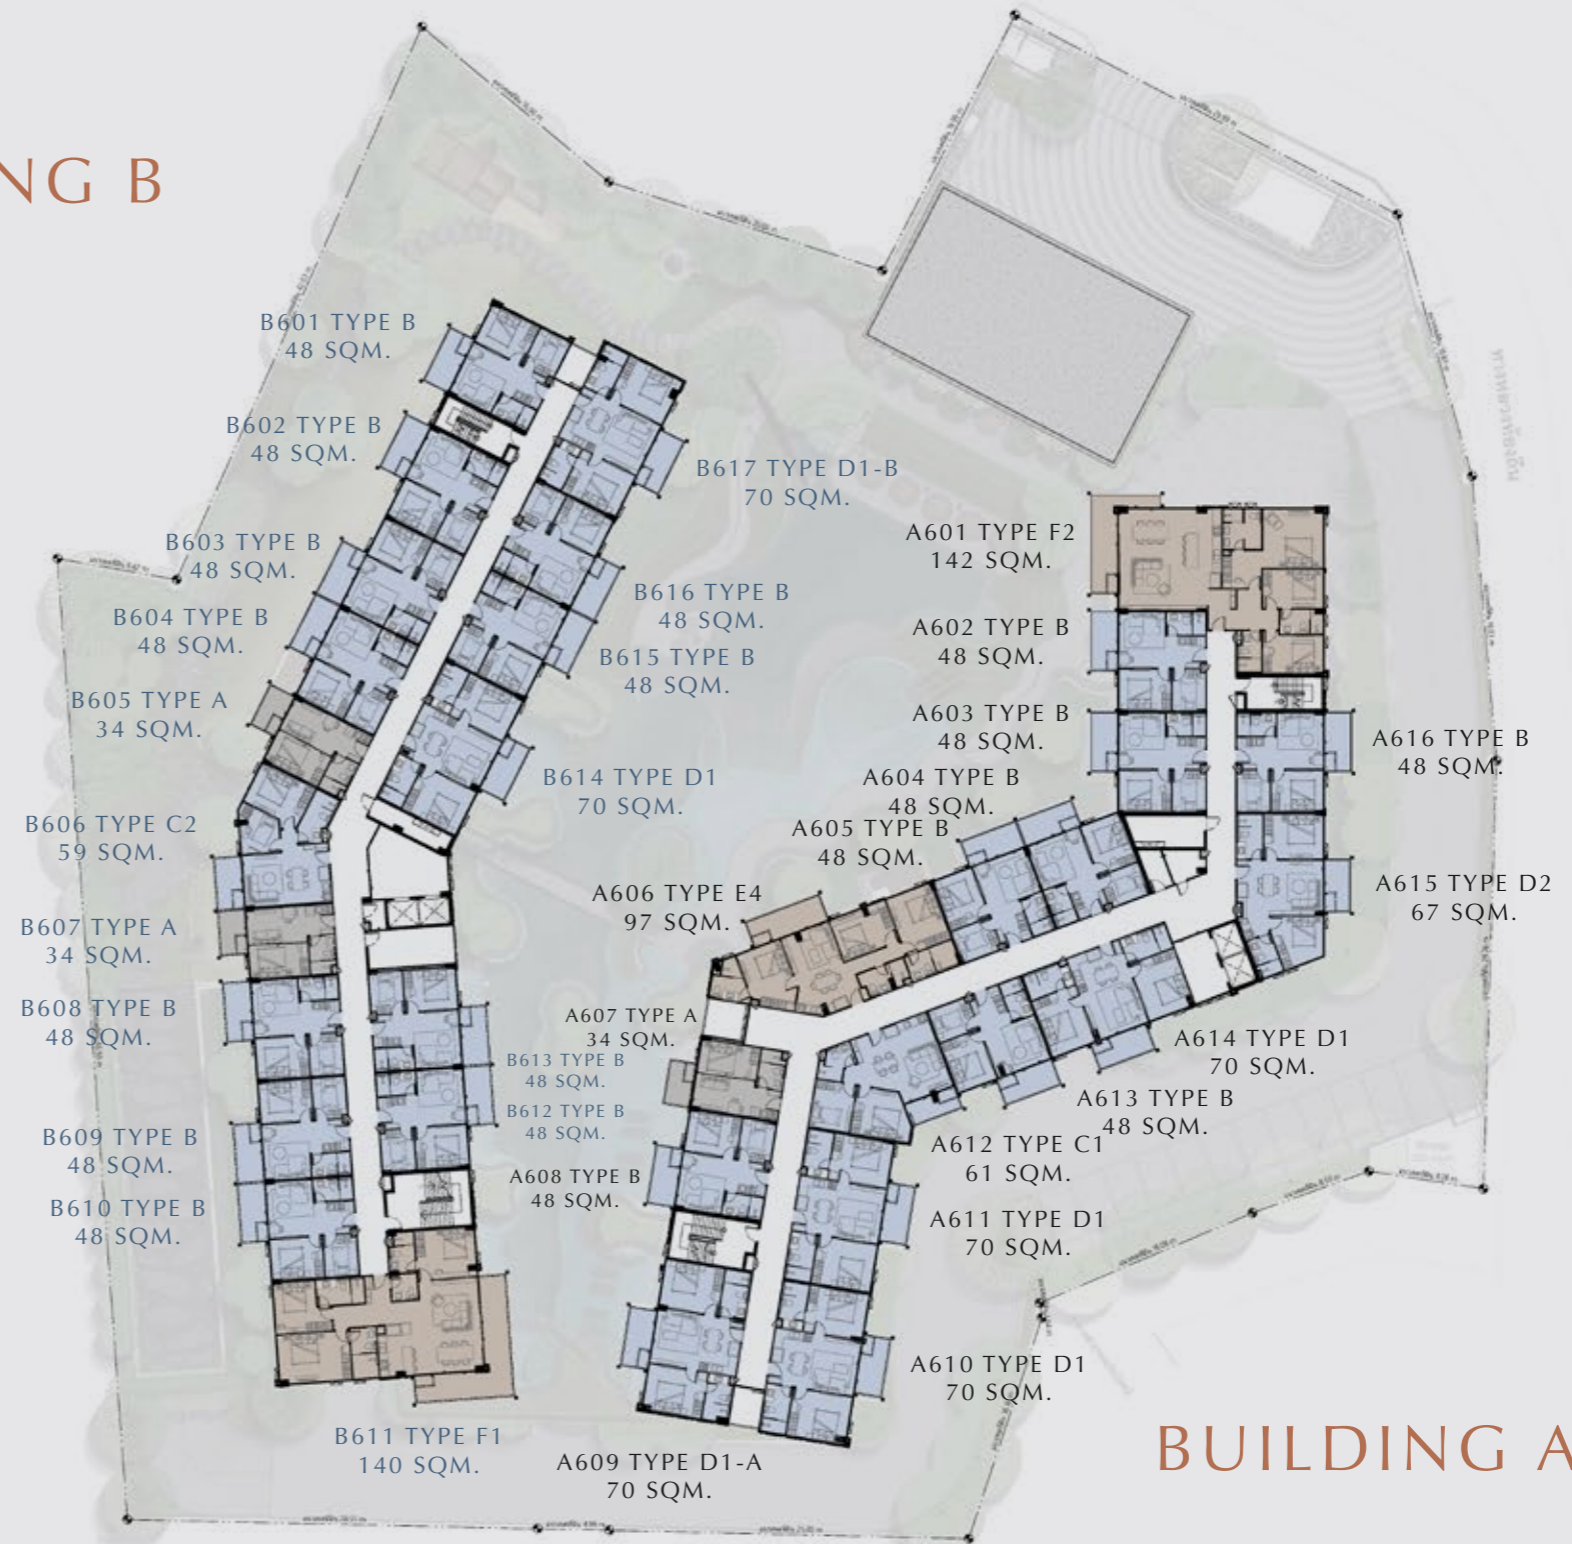 NG B
B601 TYPE B
48 SQM.
B602 TYPE B
48 SQM.
B617 TYPE D1-B
70 SQM.
A601 TYPE F2
142 SQM.
B603 TYPE B
48 SQM.
B616 TYPE B
48 SQM.
B604 TYPE B
48 SQM.
A602 TYPE B
48 SQM.
B615 TYPE B
48 SQM.
B605 TYPE A
34 SQM.
A603 TYPE B
48 SQM.
A616 TYPE B
48 SQM.
B614 TYPE D1
70 SQM.
A604 TYPE B
48 SQM.
B606 TYPE C2
59 SQM.
A605 TYPE B
48 SQM.
A606 TYPE E4
97 SQM.
A615 TYPE D2
67 SQM.
B607 TYPE A
34 SQM.
B608 TYPE B
48 SQM.
A607 TYPE A
34 SQM.
A614 TYPE D1
70 SQM.
B613 TYPE B
48 SQM.
A613 TYPE B
48 SQM.
B612 TYPE B
48 SQM.
B609 TYPE B
48 SQM.
A612 TYPE C1
61 SQM.
A608 TYPE B
48 SQM.
B610 TYPE B
48 SQM.
A611 TYPE D1
70 SQM.
A610 TYPE D1
70 SQM.
B611 TYPE F1
140 SQM.
A609 TYPE D1-A
70 SQM.
BUILDING A